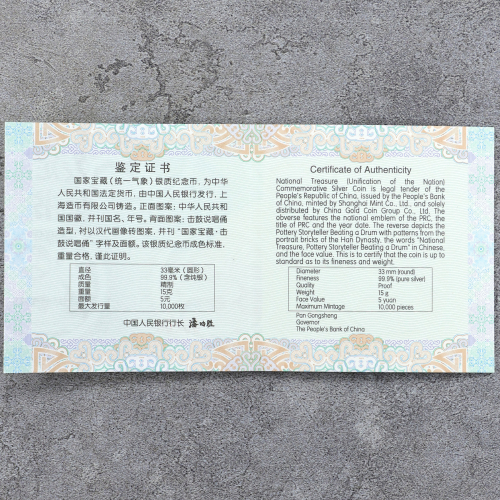 鉴定证书
国家宝藏（统一气象）银质纪念币，为中华
人民共和国法定货币，由中国人民银行发行，上
海造币有限公司铸造。正面图案：中华人民共和
国国徽，并刊国名、年号。背面图案：击鼓说唱俑
造型，衬以汉代画像砖图案，并刊“国家宝藏·击
鼓说唱俑”字样及面额。该银质纪念币成色标准，
重量合格，谨此证明。
直径 33毫米（圆形）
成色 99.9%（含纯银）
质量 精制
重量 15克
面额 5元
最大发行量 10,000枚
中国人民银行行长 潘功胜
Certificate of Authenticity
National Treasure (Unification of the Nation)
Commemorative Silver Coin is legal tender of the
People's Republic of China, issued by the People's Bank
of China, minted by Shanghai Mint Co., Ltd., and solely
distributed by China Gold Coin Group Co., Ltd. The
obverse features the national emblem of the PRC, the
title of PRC and the year date. The reverse depicts the
Pottery Storyteller Beating a Drum with patterns from the
portrait bricks of the Han Dynasty, the words "National
Treasure, Pottery Storyteller Beating a Drum" in Chinese,
and the face value. This is to certify that the coin is up to
standard as to its fineness and weight.
Diameter 33 mm (round)
Fineness 99.9% (pure silver)
Quality Proof
Weight 15 g
Face Value 5 yuan
Maximum Mintage 10,000 pieces
Pan Gongsheng
Governor
The People's Bank of China